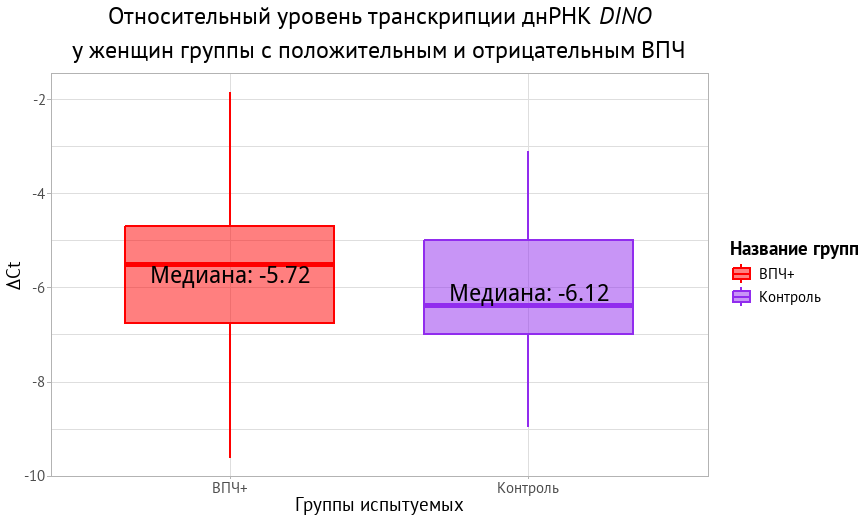 Относительный уровень транскрипции днРНК DINO
у женщин группы с положительным и отрицательным ВПЧ
ΔCt
-2
-4
-6
-8
-10
Медиана: -5.72
Медиана: -6.12
ВПЧ+
Контроль
Группы испытуемых
Название групп
ВПЧ+
Контроль